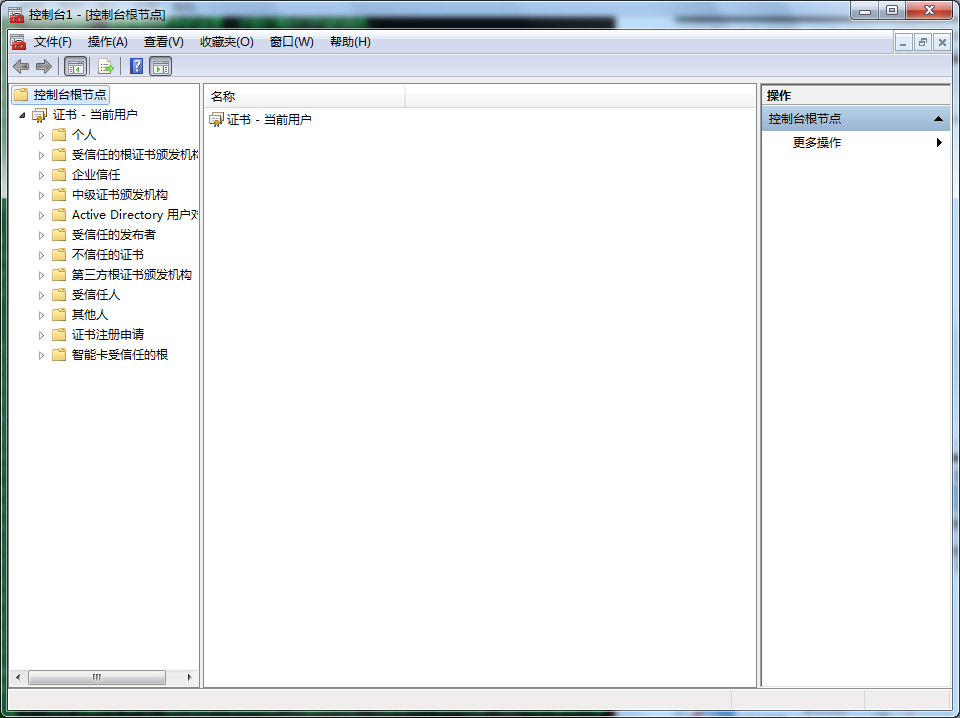 控制台1 - [控制台根节点]
文件(F) 操作(A) 查看(V) 收藏夹(O) 窗口(W) 帮助(H)
控制台根节点
证书 - 当前用户
个人
受信任的根证书颁发机构
企业信任
中级证书颁发机构
Active Directory 用户对
受信任的发布者
不信任的证书
第三方根证书颁发机构
受信任人
其他人
证书注册申请
智能卡受信任的根
名称
证书 - 当前用户
操作
控制台根节点
更多操作